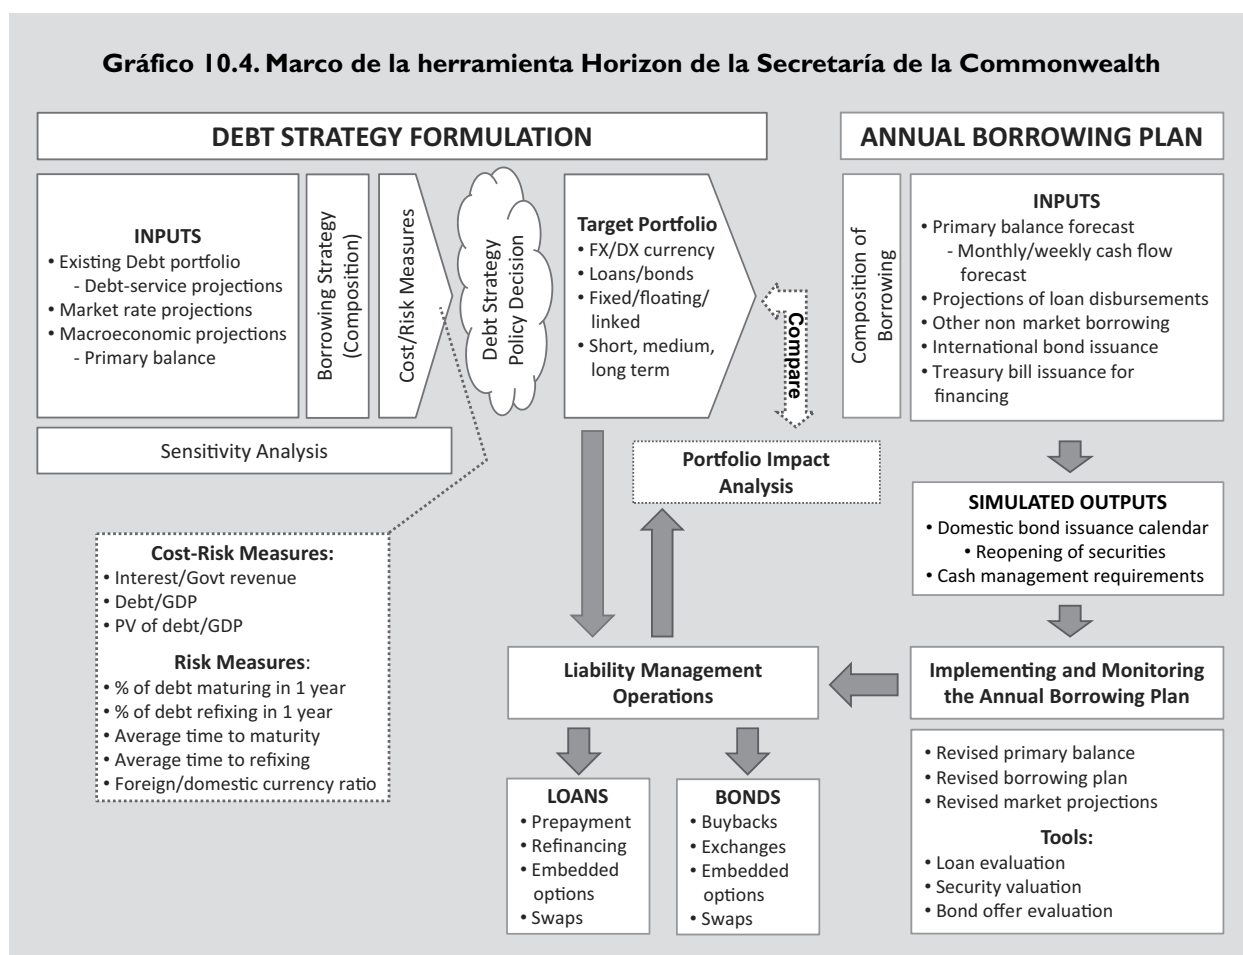 Gráfico 10.4. Marco de la herramienta Horizon de la Secretaría de la Commonwealth
DEBT STRATEGY FORMULATION
INPUTS
• Existing Debt portfolio
- Debt-service projections
• Market rate projections
• Macroeconomic projections
- Primary balance
Borrowing Strategy
(Composition)
Cost/Risk Measures
Debt Strategy
Policy Decision
Target Portfolio
• FX/DX currency
• Loans/bonds
• Fixed/floating/
linked
• Short, medium,
long term
Compare
Sensitivity Analysis
Portfolio Impact
Analysis
Cost-Risk Measures:
• Interest/Govt revenue
• Debt/GDP
• PV of debt/GDP
Risk Measures:
• % of debt maturing in 1 year
• % of debt refixing in 1 year
• Average time to maturity
• Average time to refixing
• Foreign/domestic currency ratio
Liability Management
Operations
LOANS
• Prepayment
• Refinancing
• Embedded
options
• Swaps
BONDS
• Buybacks
• Exchanges
• Embedded
options
• Swaps
ANNUAL BORROWING PLAN
Composition of
Borrowing
INPUTS
• Primary balance forecast
- Monthly/weekly cash flow
forecast
• Projections of loan disbursements
• Other non market borrowing
• International bond issuance
• Treasury bill issuance for
financing
SIMULATED OUTPUTS
• Domestic bond issuance calendar
• Reopening of securities
• Cash management requirements
Implementing and Monitoring
the Annual Borrowing Plan
• Revised primary balance
• Revised borrowing plan
• Revised market projections
Tools:
• Loan evaluation
• Security valuation
• Bond offer evaluation